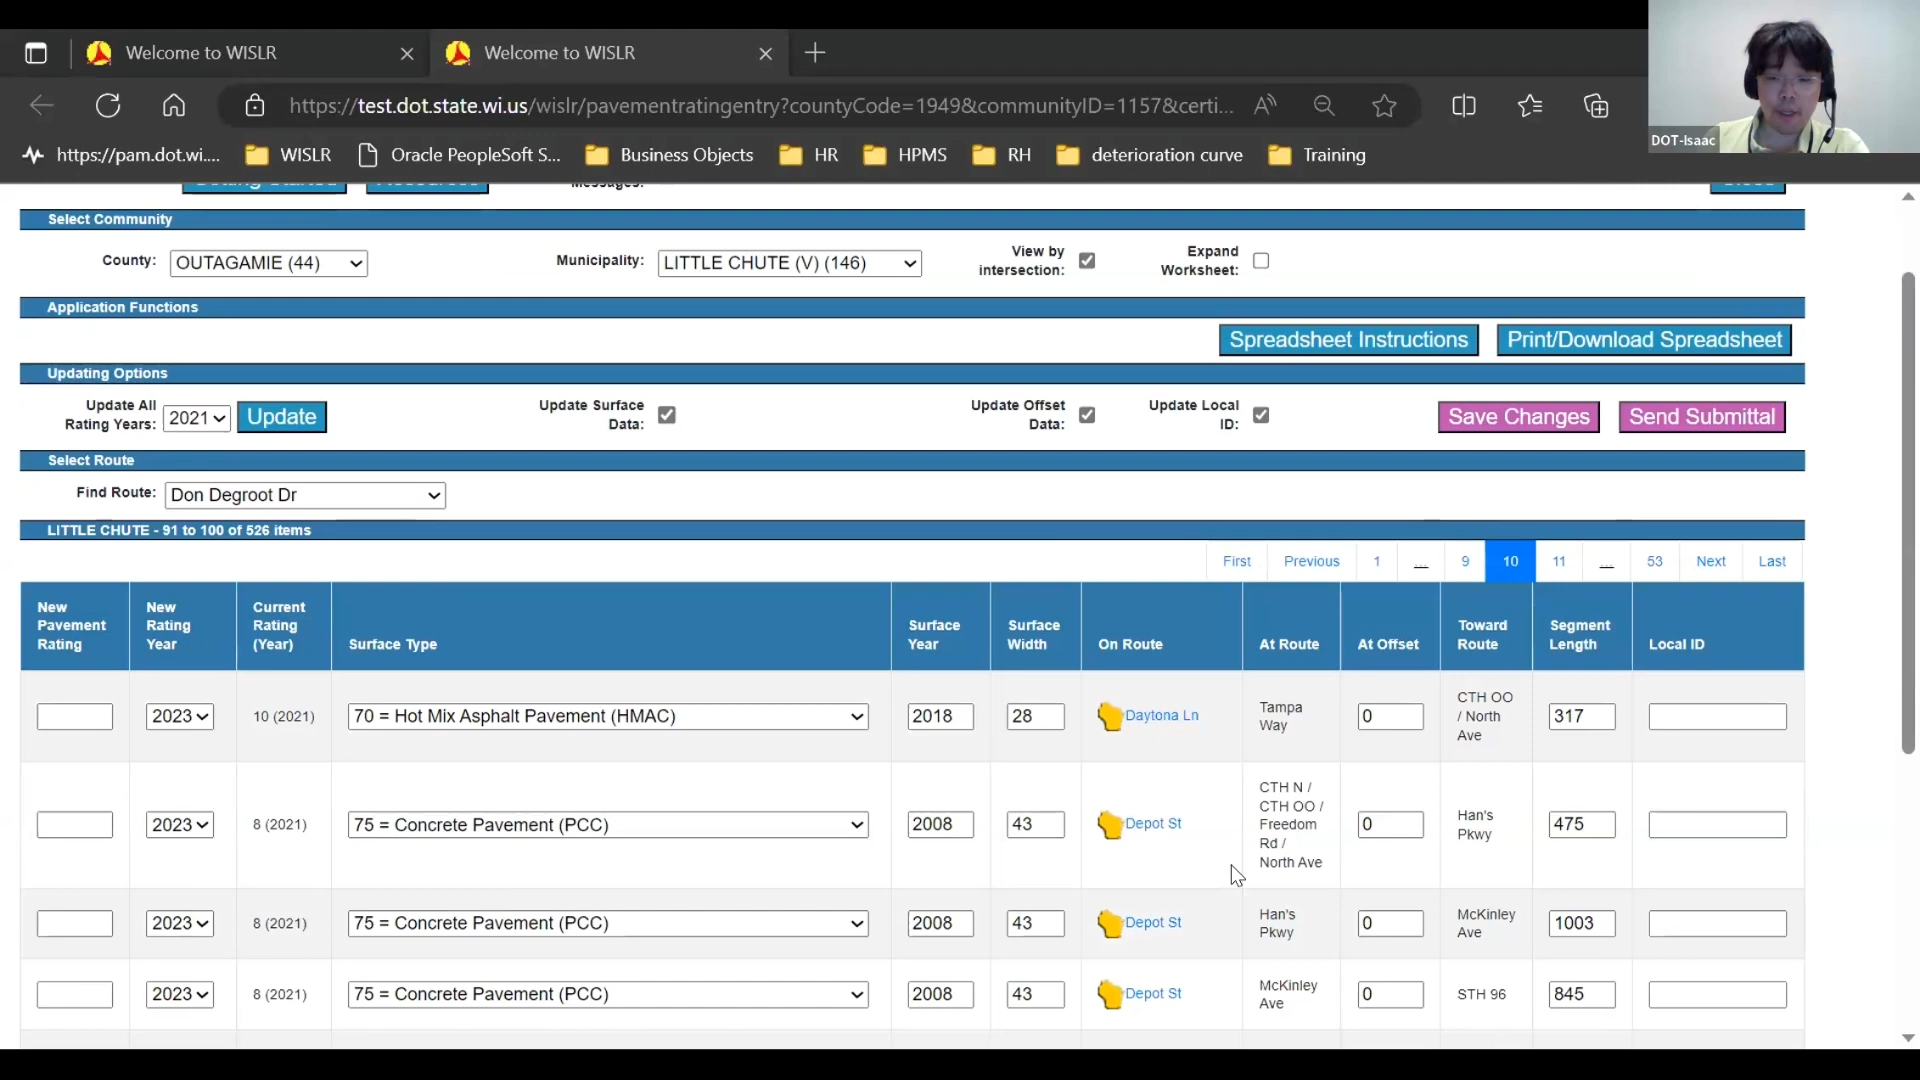 Welcome to WISLR
Welcome to WISLR
https://test.dot.state.wi.us/wislr/pavementratingentry?countyCode=1949&communityID=1157&certi...
https://pam.dot.wi....
WISLR
Oracle PeopleSoft S...
Business Objects
HR
HPMS
RH
deterioration curve
Training
DOT-Isaac
Messages:
Select Community
County: OUTAGAMIE (44)
Municipality: LITTLE CHUTE (V) (146)
View by
intersection:
Expand
Worksheet:
Application Functions
Spreadsheet Instructions
Print/Download Spreadsheet
Updating Options
Update All
Rating Years: 2021 Update
Update Surface
Data:
Update Offset
Data:
Update Local
ID:
Save Changes
Send Submittal
Select Route
Find Route: Don Degroot Dr
LITTLE CHUTE - 91 to 100 of 526 items
First Previous 1 ... 9 10 11 ... 53 Next Last
New
Pavement
Rating
New
Rating
Year
Current
Rating
(Year)
Surface Type
Surface
Year
Surface
Width
On Route
At Route
At Offset
Toward
Route
Segment
Length
Local ID
2023
10 (2021)
70 = Hot Mix Asphalt Pavement (HMAC)
2018
28
Daytona Ln
Tampa
Way
0
CTH OO
/ North
Ave
317
2023
8 (2021)
75 = Concrete Pavement (PCC)
2008
43
Depot St
CTH N /
CTH OO /
Freedom
Rd /
North Ave
0
Han's
Pkwy
475
2023
8 (2021)
75 = Concrete Pavement (PCC)
2008
43
Depot St
Han's
Pkwy
0
McKinley
Ave
1003
2023
8 (2021)
75 = Concrete Pavement (PCC)
2008
43
Depot St
McKinley
Ave
0
STH 96
845